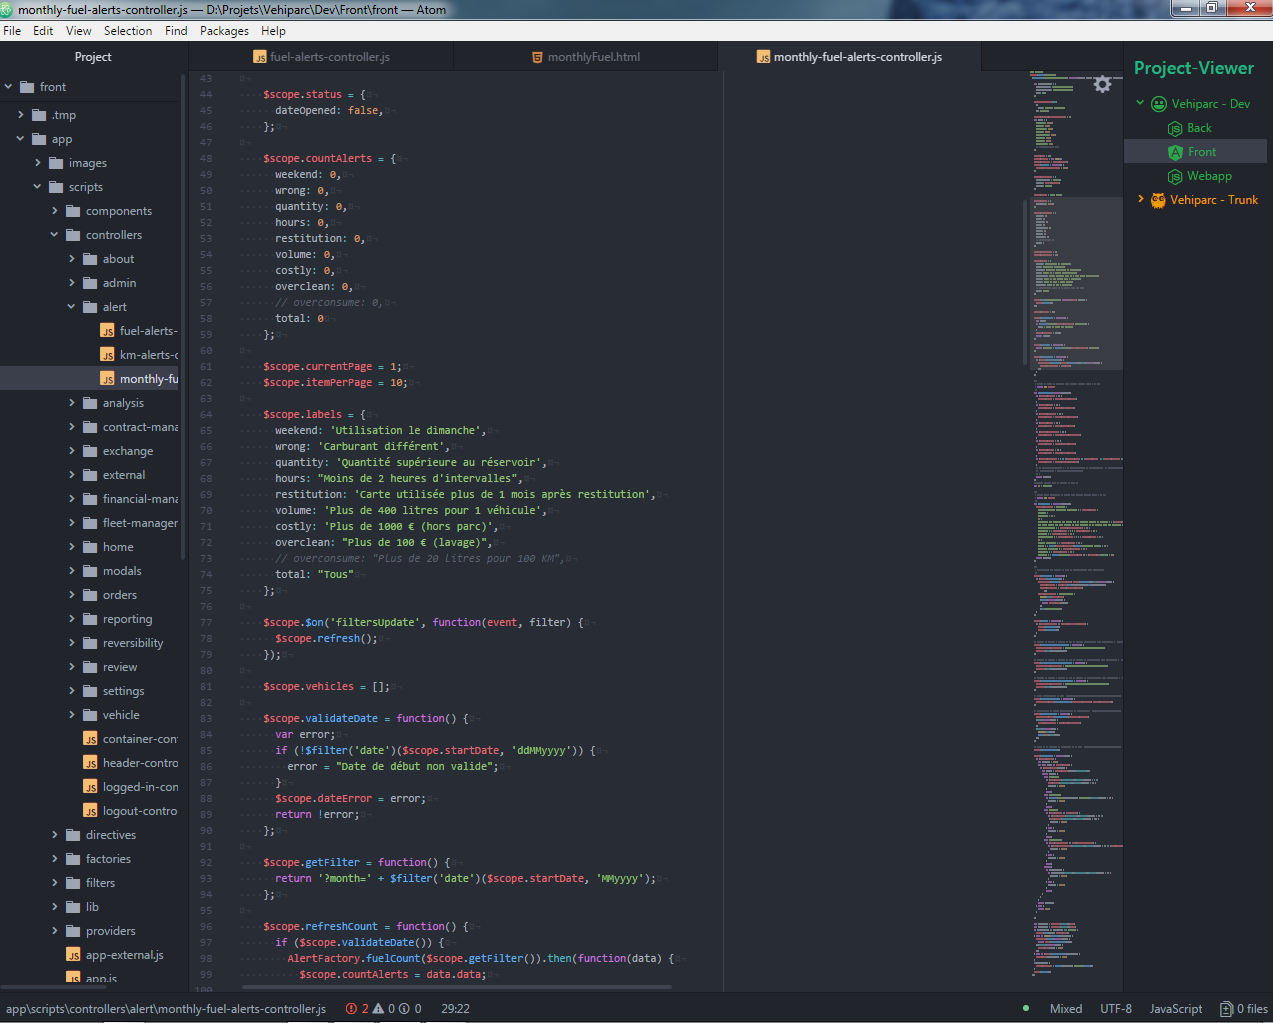 monthly-fuel-alerts-controller.js — D:\Projets\Vehiparc\Dev\Front\front — Atom
File Edit View Selection Find Packages Help
Project
front
.tmp
app
images
scripts
components
controllers
about
admin
alert
fuel-alerts-
km-alerts-c
monthly-fu
analysis
contract-mana
exchange
external
financial-mana
fleet-manager
home
modals
orders
reporting
reversibility
review
settings
vehicle
container-con
header-contro
logged-in-con
logout-contro
directives
factories
filters
lib
providers
app-external.js
app.js
fuel-alerts-controller.js
monthlyFuel.html
monthly-fuel-alerts-controller.js
43
44 $scope.status = {
45 dateOpened: false,
46 };
47
48 $scope.countAlerts = {
49 weekend: 0,
50 wrong: 0,
51 quantity: 0,
52 hours: 0,
53 restitution: 0,
54 volume: 0,
55 costly: 0,
56 overclean: 0,
57 // overconsume: 0,
58 total: 0
59 };
60
61 $scope.currentPage = 1;
62 $scope.itemPerPage = 10;
63
64 $scope.labels = {
65 weekend: 'Utilisation le dimanche',
66 wrong: 'Carburant différent',
67 quantity: 'Quantité supérieure au réservoir',
68 hours: "Moins de 2 heures d'intervalles",
69 restitution: 'Carte utilisée plus de 1 mois après restitution',
70 volume: 'Plus de 400 litres pour 1 véhicule',
71 costly: 'Plus de 1000 € (hors parc)',
72 overclean: "Plus de 100 € (lavage)",
73 // overconsume: "Plus de 20 litres pour 100 KM",
74 total: "Tous"
75 };
76
77 $scope.$on('filtersUpdate', function(event, filter) {
78 $scope.refresh();
79 });
80
81 $scope.vehicles = [];
82
83 $scope.validateDate = function() {
84 var error;
85 if (!$filter('date')($scope.startDate, 'ddMMyyyy')) {
86 error = "Date de début non valide";
87 }
88 $scope.dateError = error;
89 return !error;
90 };
91
92 $scope.getFilter = function() {
93 return '?month=' + $filter('date')($scope.startDate, 'MMyyyy');
94 };
95
96 $scope.refreshCount = function() {
97 if ($scope.validateDate()) {
98 AlertFactory.fuelCount($scope.getFilter()).then(function(data) {
99 $scope.countAlerts = data.data;
100
Project-Viewer
Vehiparc - Dev
Back
Front
Webapp
Vehiparc - Trunk
app\scripts\controllers\alert\monthly-fuel-alerts-controller.js 2 0 0 29:22 Mixed UTF-8 JavaScript 0 files